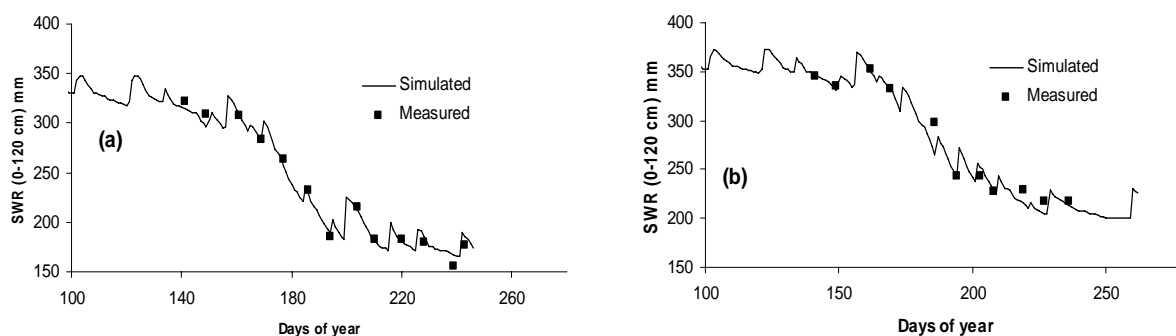 400
350
300
250
200
150
SWR (0-120 cm) mm
(a)
Simulated
Measured
100 140 180 220 260
Days of year
400
350
300
250
200
150
SWR (0-120 cm) mm
(b)
Simulated
Measured
100 150 200 250
Days of year